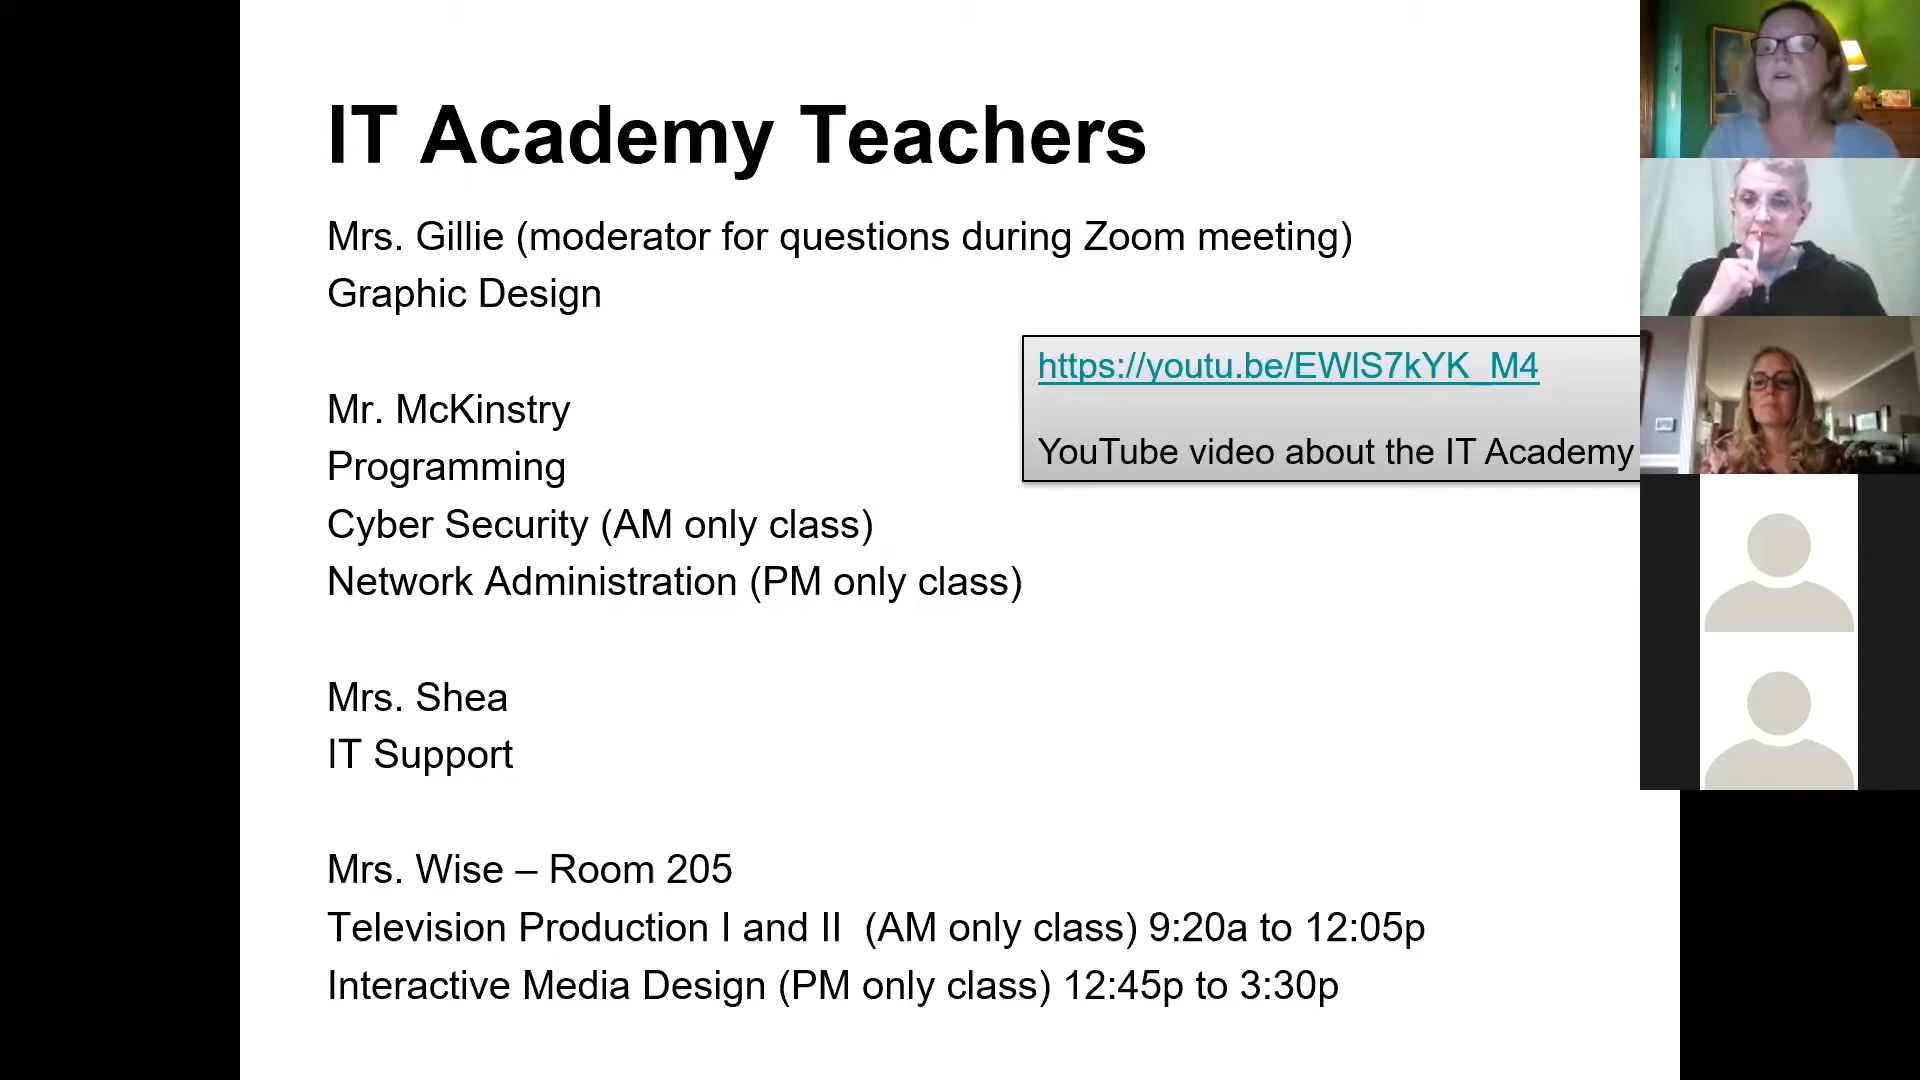 IT Academy Teachers
Mrs. Gillie (moderator for questions during Zoom meeting)
Graphic Design
https://youtu.be/EWlS7kYK_M4
YouTube video about the IT Academy
Mr. McKinstry
Programming
Cyber Security (AM only class)
Network Administration (PM only class)
Mrs. Shea
IT Support
Mrs. Wise – Room 205
Television Production I and II  (AM only class) 9:20a to 12:05p
Interactive Media Design (PM only class) 12:45p to 3:30p